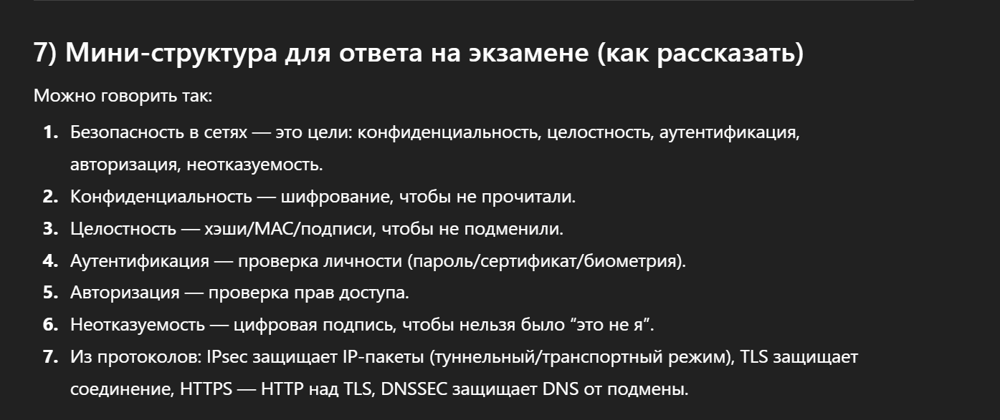 7) Мини-структура для ответа на экзамене (как рассказать)
Можно говорить так:
1. Безопасность в сетях — это цели: конфиденциальность, целостность, аутентификация,
авторизация, неотказуемость.
2. Конфиденциальность — шифрование, чтобы не прочитали.
3. Целостность — хэши/MAC/подписи, чтобы не подменили.
4. Аутентификация — проверка личности (пароль/сертификат/биометрия).
5. Авторизация — проверка прав доступа.
6. Неотказуемость — цифровая подпись, чтобы нельзя было “это не я”.
7. Из протоколов: IPsec защищает IP-пакеты (туннельный/транспортный режим), TLS защищает
соединение, HTTPS — HTTP над TLS, DNSSEC защищает DNS от подмены.